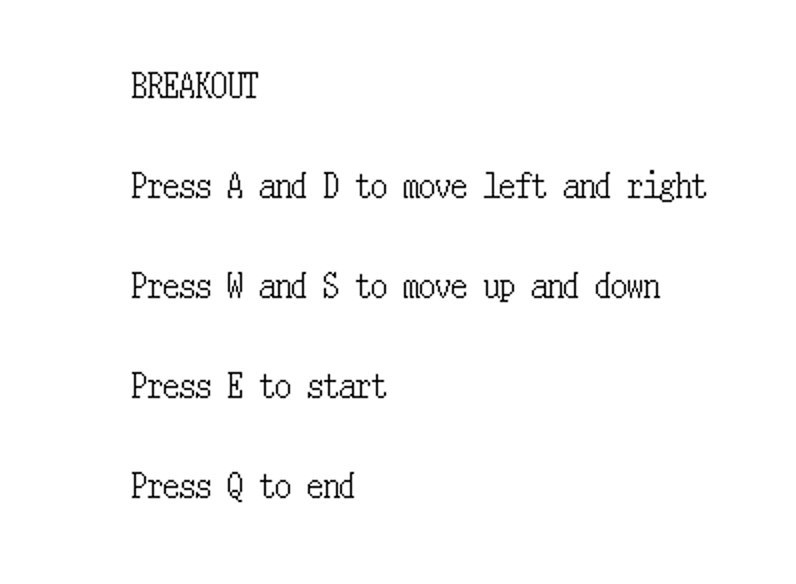 BREAKOUT
Press A and D to move left and right
Press W and S to move up and down
Press E to start
Press Q to end